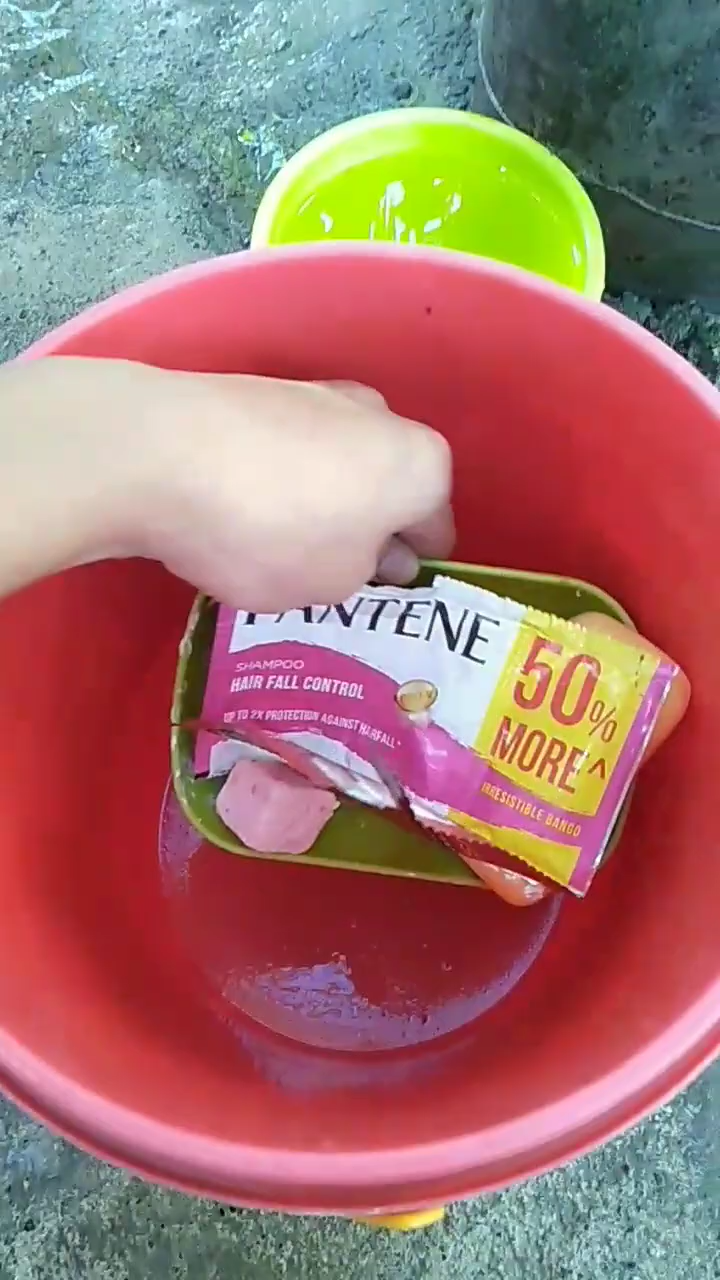 PANTENE
SHAMPOO
HAIR FALL CONTROL
UP TO 2X PROTECTION AGAINST HAIRFALL*
50%
MORE^
IRRESISTIBLE BANGO